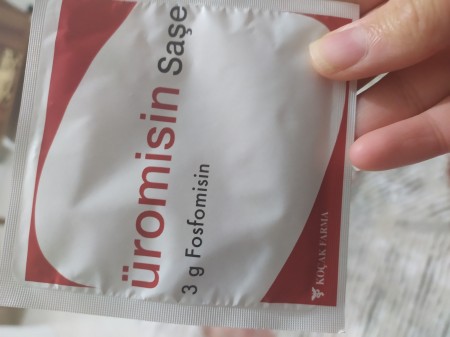 üromisin Saşe
3 g Fosfomisin
KOÇAK FARMA